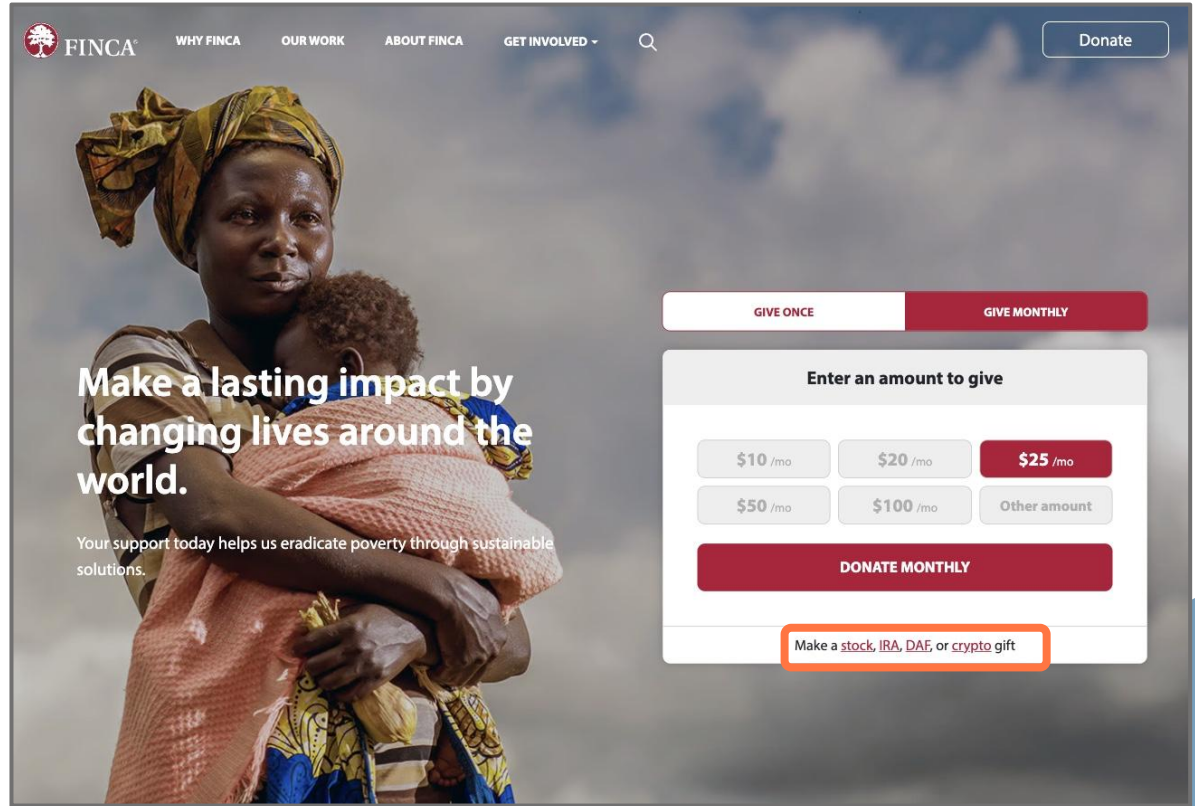 FINCA®
WHY FINCA
OUR WORK
ABOUT FINCA
GET INVOLVED
Donate
Make a lasting impact by
changing lives around the
world.
Your support today helps us eradicate poverty through sustainable
solutions.
GIVE ONCE
GIVE MONTHLY
Enter an amount to give
$10 /mo
$20 /mo
$25 /mo
$50 /mo
$100 /mo
Other amount
DONATE MONTHLY
Make a stock, IRA, DAF, or crypto gift